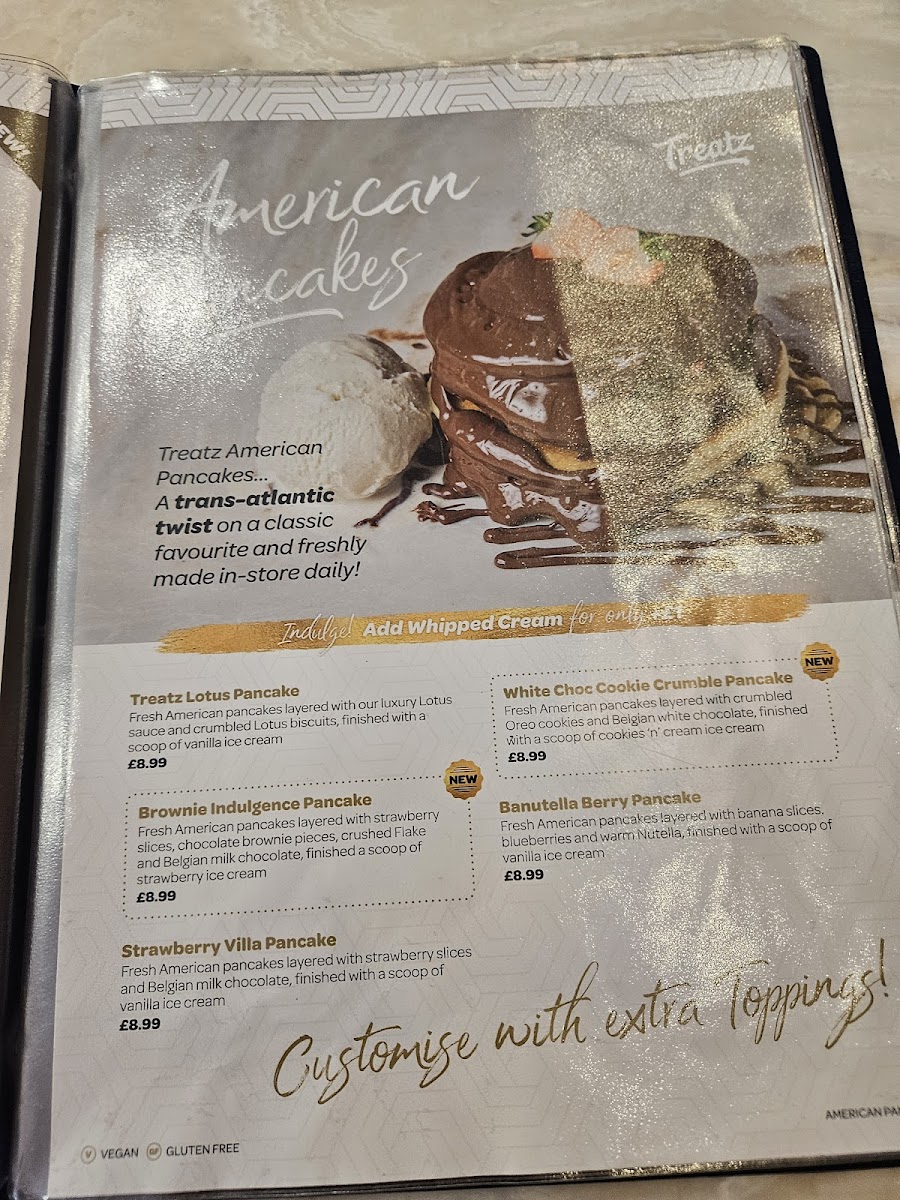 EW!
Treatz
American
Pancakes
Treatz American
Pancakes...
A trans-atlantic
twist on a classic
favourite and freshly
made in-store daily!
Indulge! Add Whipped Cream for only +£1
Treatz Lotus Pancake
Fresh American pancakes layered with our luxury Lotus
sauce and crumbled Lotus biscuits, finished with a
scoop of vanilla ice cream
£8.99
NEW
White Choc Cookie Crumble Pancake
Fresh American pancakes layered with crumbled
Oreo cookies and Belgian white chocolate, finished
with a scoop of cookies 'n' cream ice cream
£8.99
NEW
Brownie Indulgence Pancake
Fresh American pancakes layered with strawberry
slices, chocolate brownie pieces, crushed Flake
and Belgian milk chocolate, finished a scoop of
strawberry ice cream
£8.99
Banutella Berry Pancake
Fresh American pancakes layered with banana slices,
blueberries and warm Nutella, finished with a scoop of
vanilla ice cream
£8.99
Strawberry Villa Pancake
Fresh American pancakes layered with strawberry slices
and Belgian milk chocolate, finished with a scoop of
vanilla ice cream
£8.99
Customise with extra Toppings!
AMERICAN PAN
V VEGAN GF GLUTEN FREE